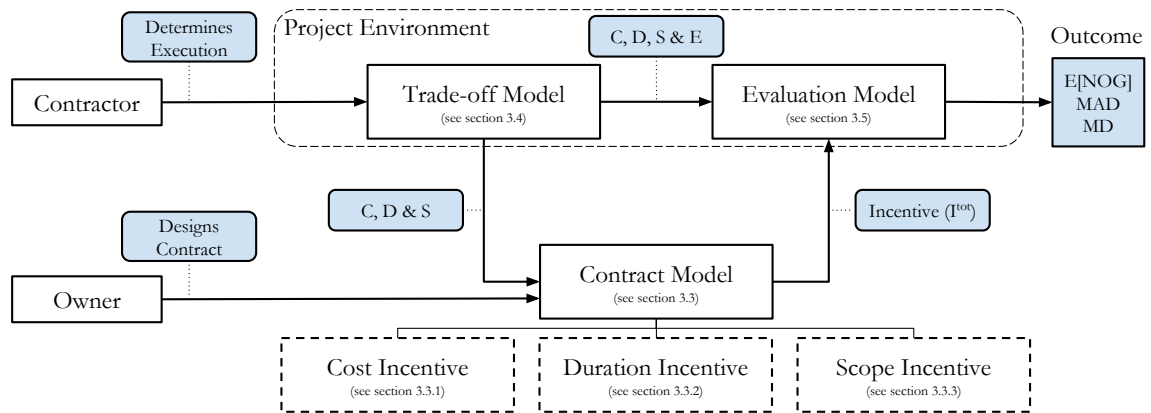 Determines
Execution
Project Environment
C, D, S & E
Outcome
Contractor
Trade-off Model
(see section 3.4)
Evaluation Model
(see section 3.5)
E[NOG]
MAD
MD
C, D & S
Incentive (Iᵗᵒᵗ)
Designs
Contract
Owner
Contract Model
(see section 3.3)
Cost Incentive
(see section 3.3.1)
Duration Incentive
(see section 3.3.2)
Scope Incentive
(see section 3.3.3)